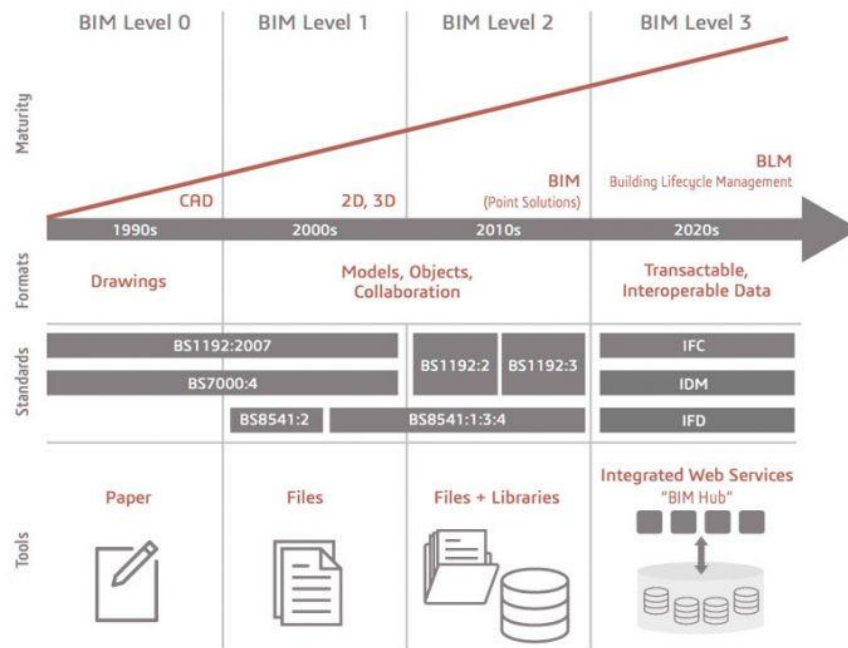 BIM Level 0
BIM Level 1
BIM Level 2
BIM Level 3
Maturity
CAD
2D, 3D
BIM
(Point Solutions)
BLM
Building Lifecycle Management
1990s
2000s
2010s
2020s
Formats
Drawings
Models, Objects,
Collaboration
Transactable,
Interoperable Data
Standards
BS1192:2007
BS7000:4
BS8541:2
BS8541:1:3:4
BS1192:2
BS1192:3
IFC
IDM
IFD
Tools
Paper
Files
Files + Libraries
Integrated Web Services
"BIM Hub"